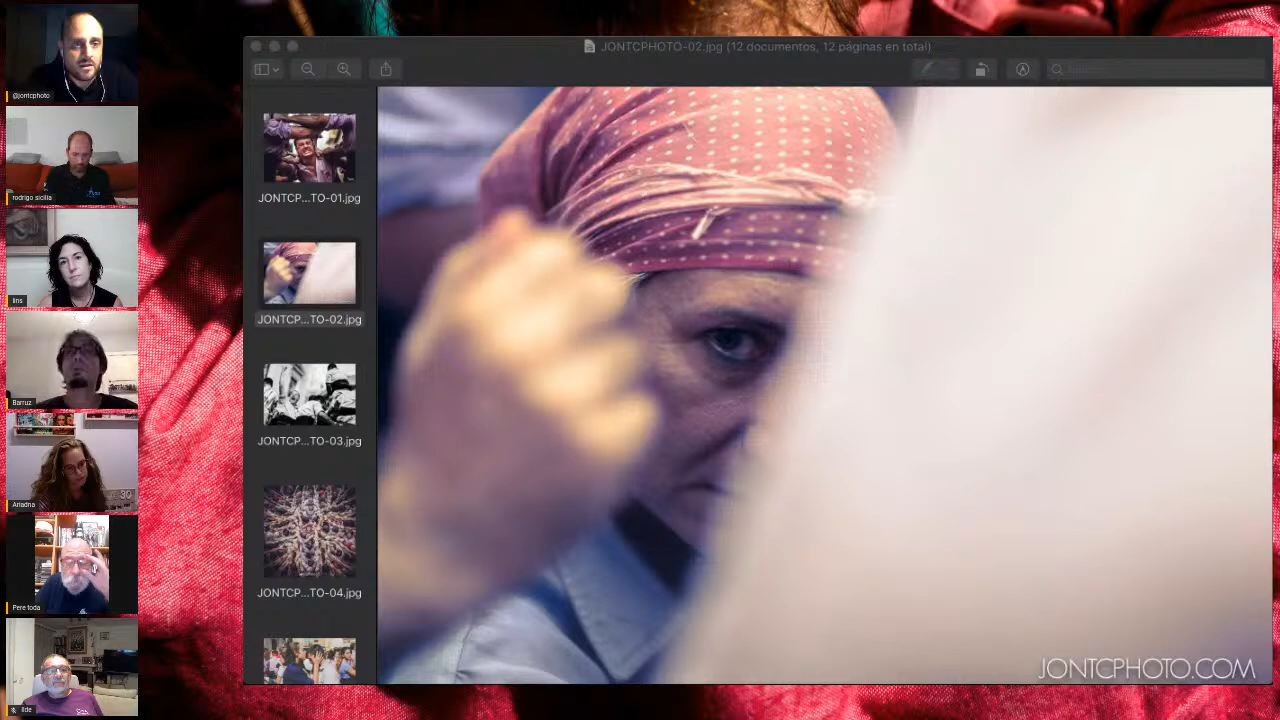 @jontcphoto
rodrigo sicilia
lins
Barruz
Ariadna
Pere toda
Ilde
JONTCPHOTO-02.jpg (12 documentos, 12 páginas en total)
JONTCP...TO-01.jpg
JONTCP...TO-02.jpg
JONTCP...TO-03.jpg
JONTCP...TO-04.jpg
JONTCPHOTO.COM